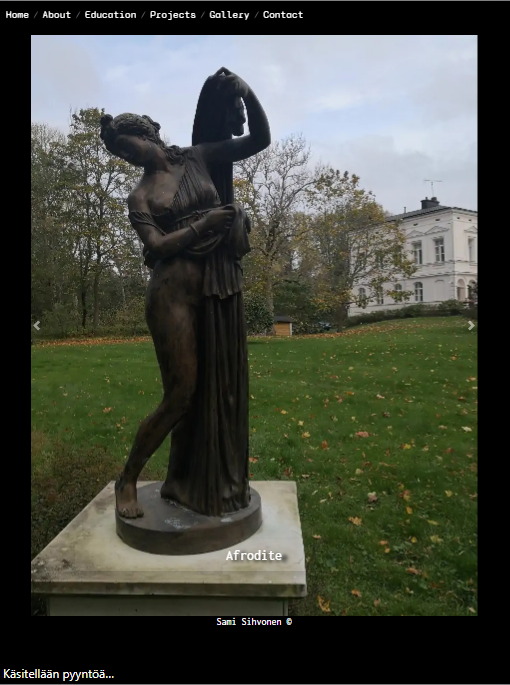 Home / About / Education / Projects / Gallery / Contact
Afrodite
Sami Sihvonen ©
Käsitellään pyyntöä...